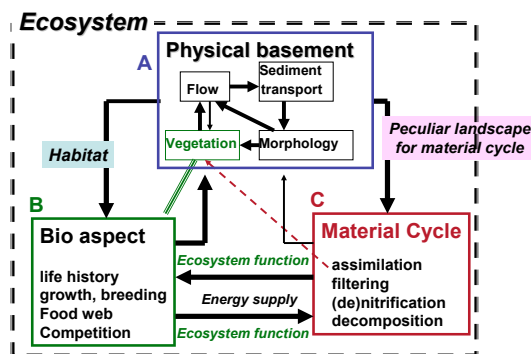 Ecosystem
A
Physical basement
Flow
Sediment
transport
Vegetation
Morphology
Habitat
Peculiar landscape
for material cycle
B
Bio aspect
life history
growth, breeding
Food web
Competition
Ecosystem function
Energy supply
Ecosystem function
C
Material Cycle
assimilation
filtering
(de)nitrification
decomposition